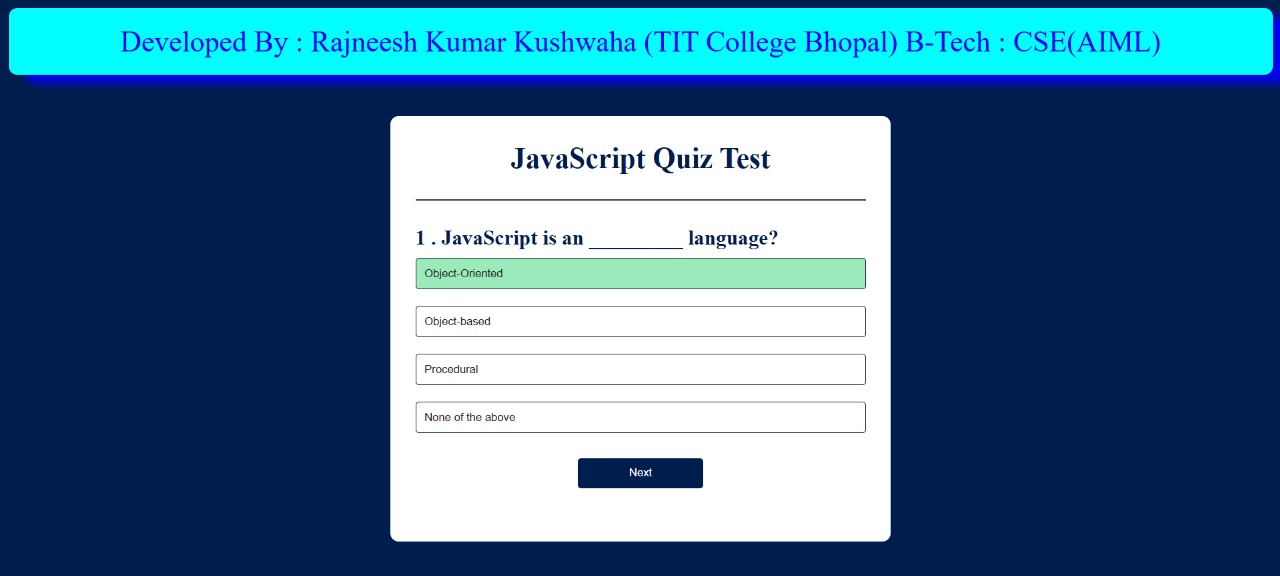 Developed By : Rajneesh Kumar Kushwaha (TIT College Bhopal) B-Tech : CSE(AIML)
JavaScript Quiz Test
1 . JavaScript is an _________ language?
Object-Oriented
Object-based
Procedural
None of the above
Next